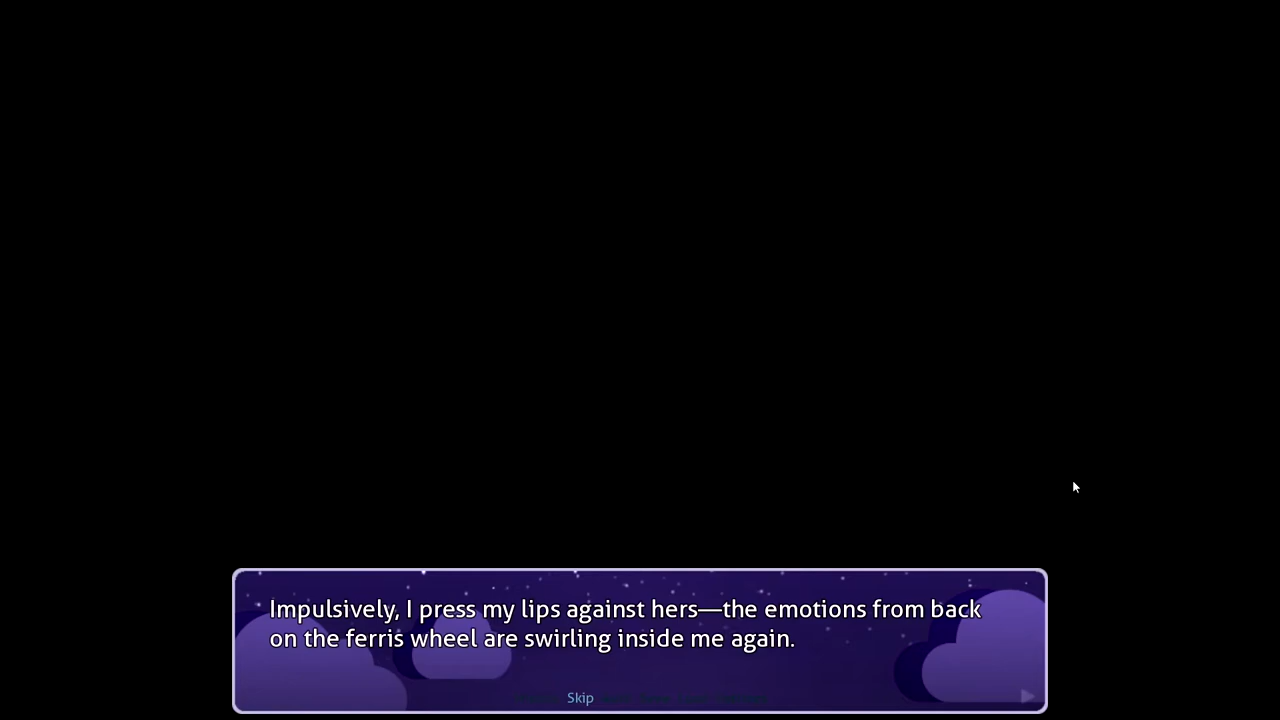 Impulsively, I press my lips against hers—the emotions from back
on the ferris wheel are swirling inside me again.
Skip